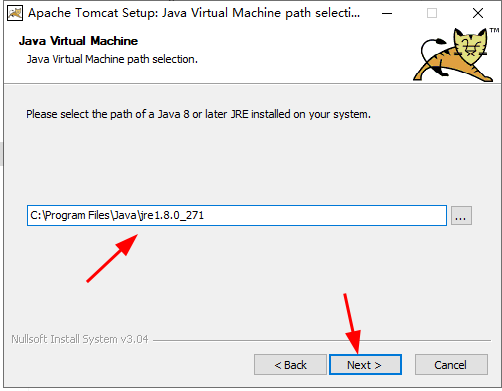 Apache Tomcat Setup: Java Virtual Machine path selecti...
Java Virtual Machine
Java Virtual Machine path selection.
TM
Please select the path of a Java 8 or later JRE installed on your system.
C:\Program Files\Java\jre1.8.0_271
...
Nullsoft Install System v3.04
< Back
Next >
Cancel